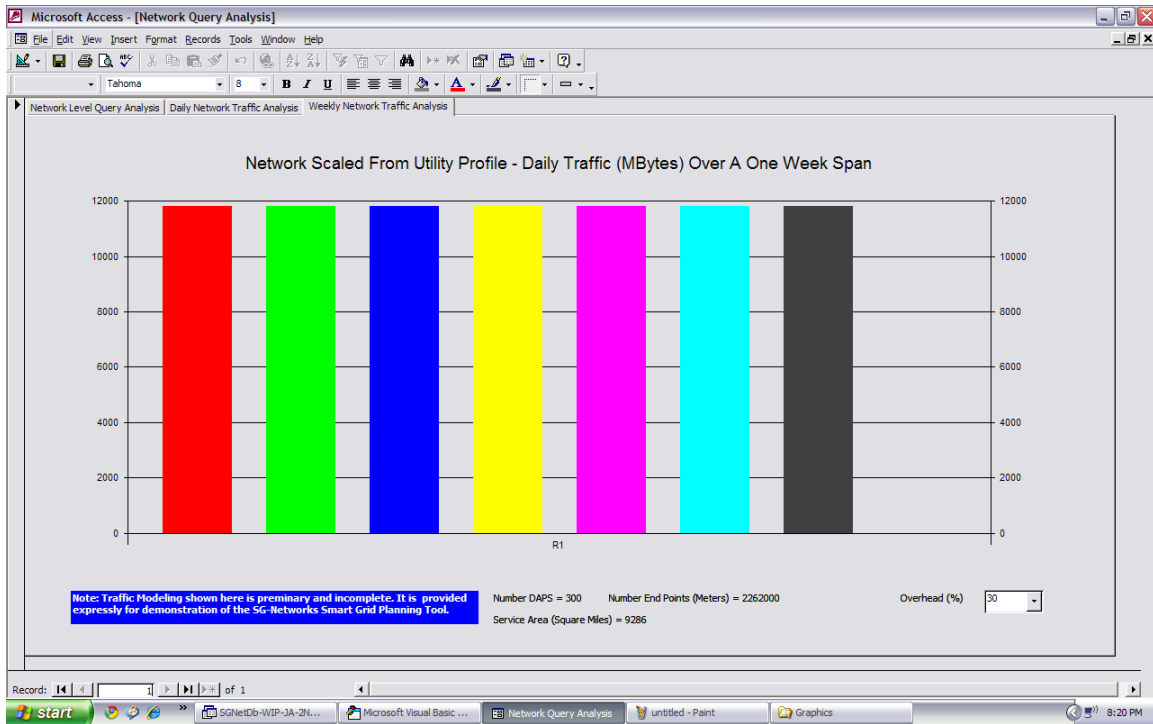 Microsoft Access - [Network Query Analysis]
File Edit View Insert Format Records Tools Window Help
Tahoma 8 B I U
Network Level Query Analysis Daily Network Traffic Analysis Weekly Network Traffic Analysis
Network Scaled From Utility Profile - Daily Traffic (MBytes) Over A One Week Span
12000 12000
10000 10000
8000 8000
6000 6000
4000 4000
2000 2000
0 0
R1
Note: Traffic Modeling shown here is preminary and incomplete. It is provided
expressly for demonstration of the SG-Networks Smart Grid Planning Tool.
Number DAPS = 300 Number End Points (Meters) = 2262000
Service Area (Square Miles) = 9286
Overhead (%) 30
Record: 1 of 1
start SGNetDb-WIP-JA-2N... Microsoft Visual Basic ... Network Query Analysis untitled - Paint Graphics 8:20 PM